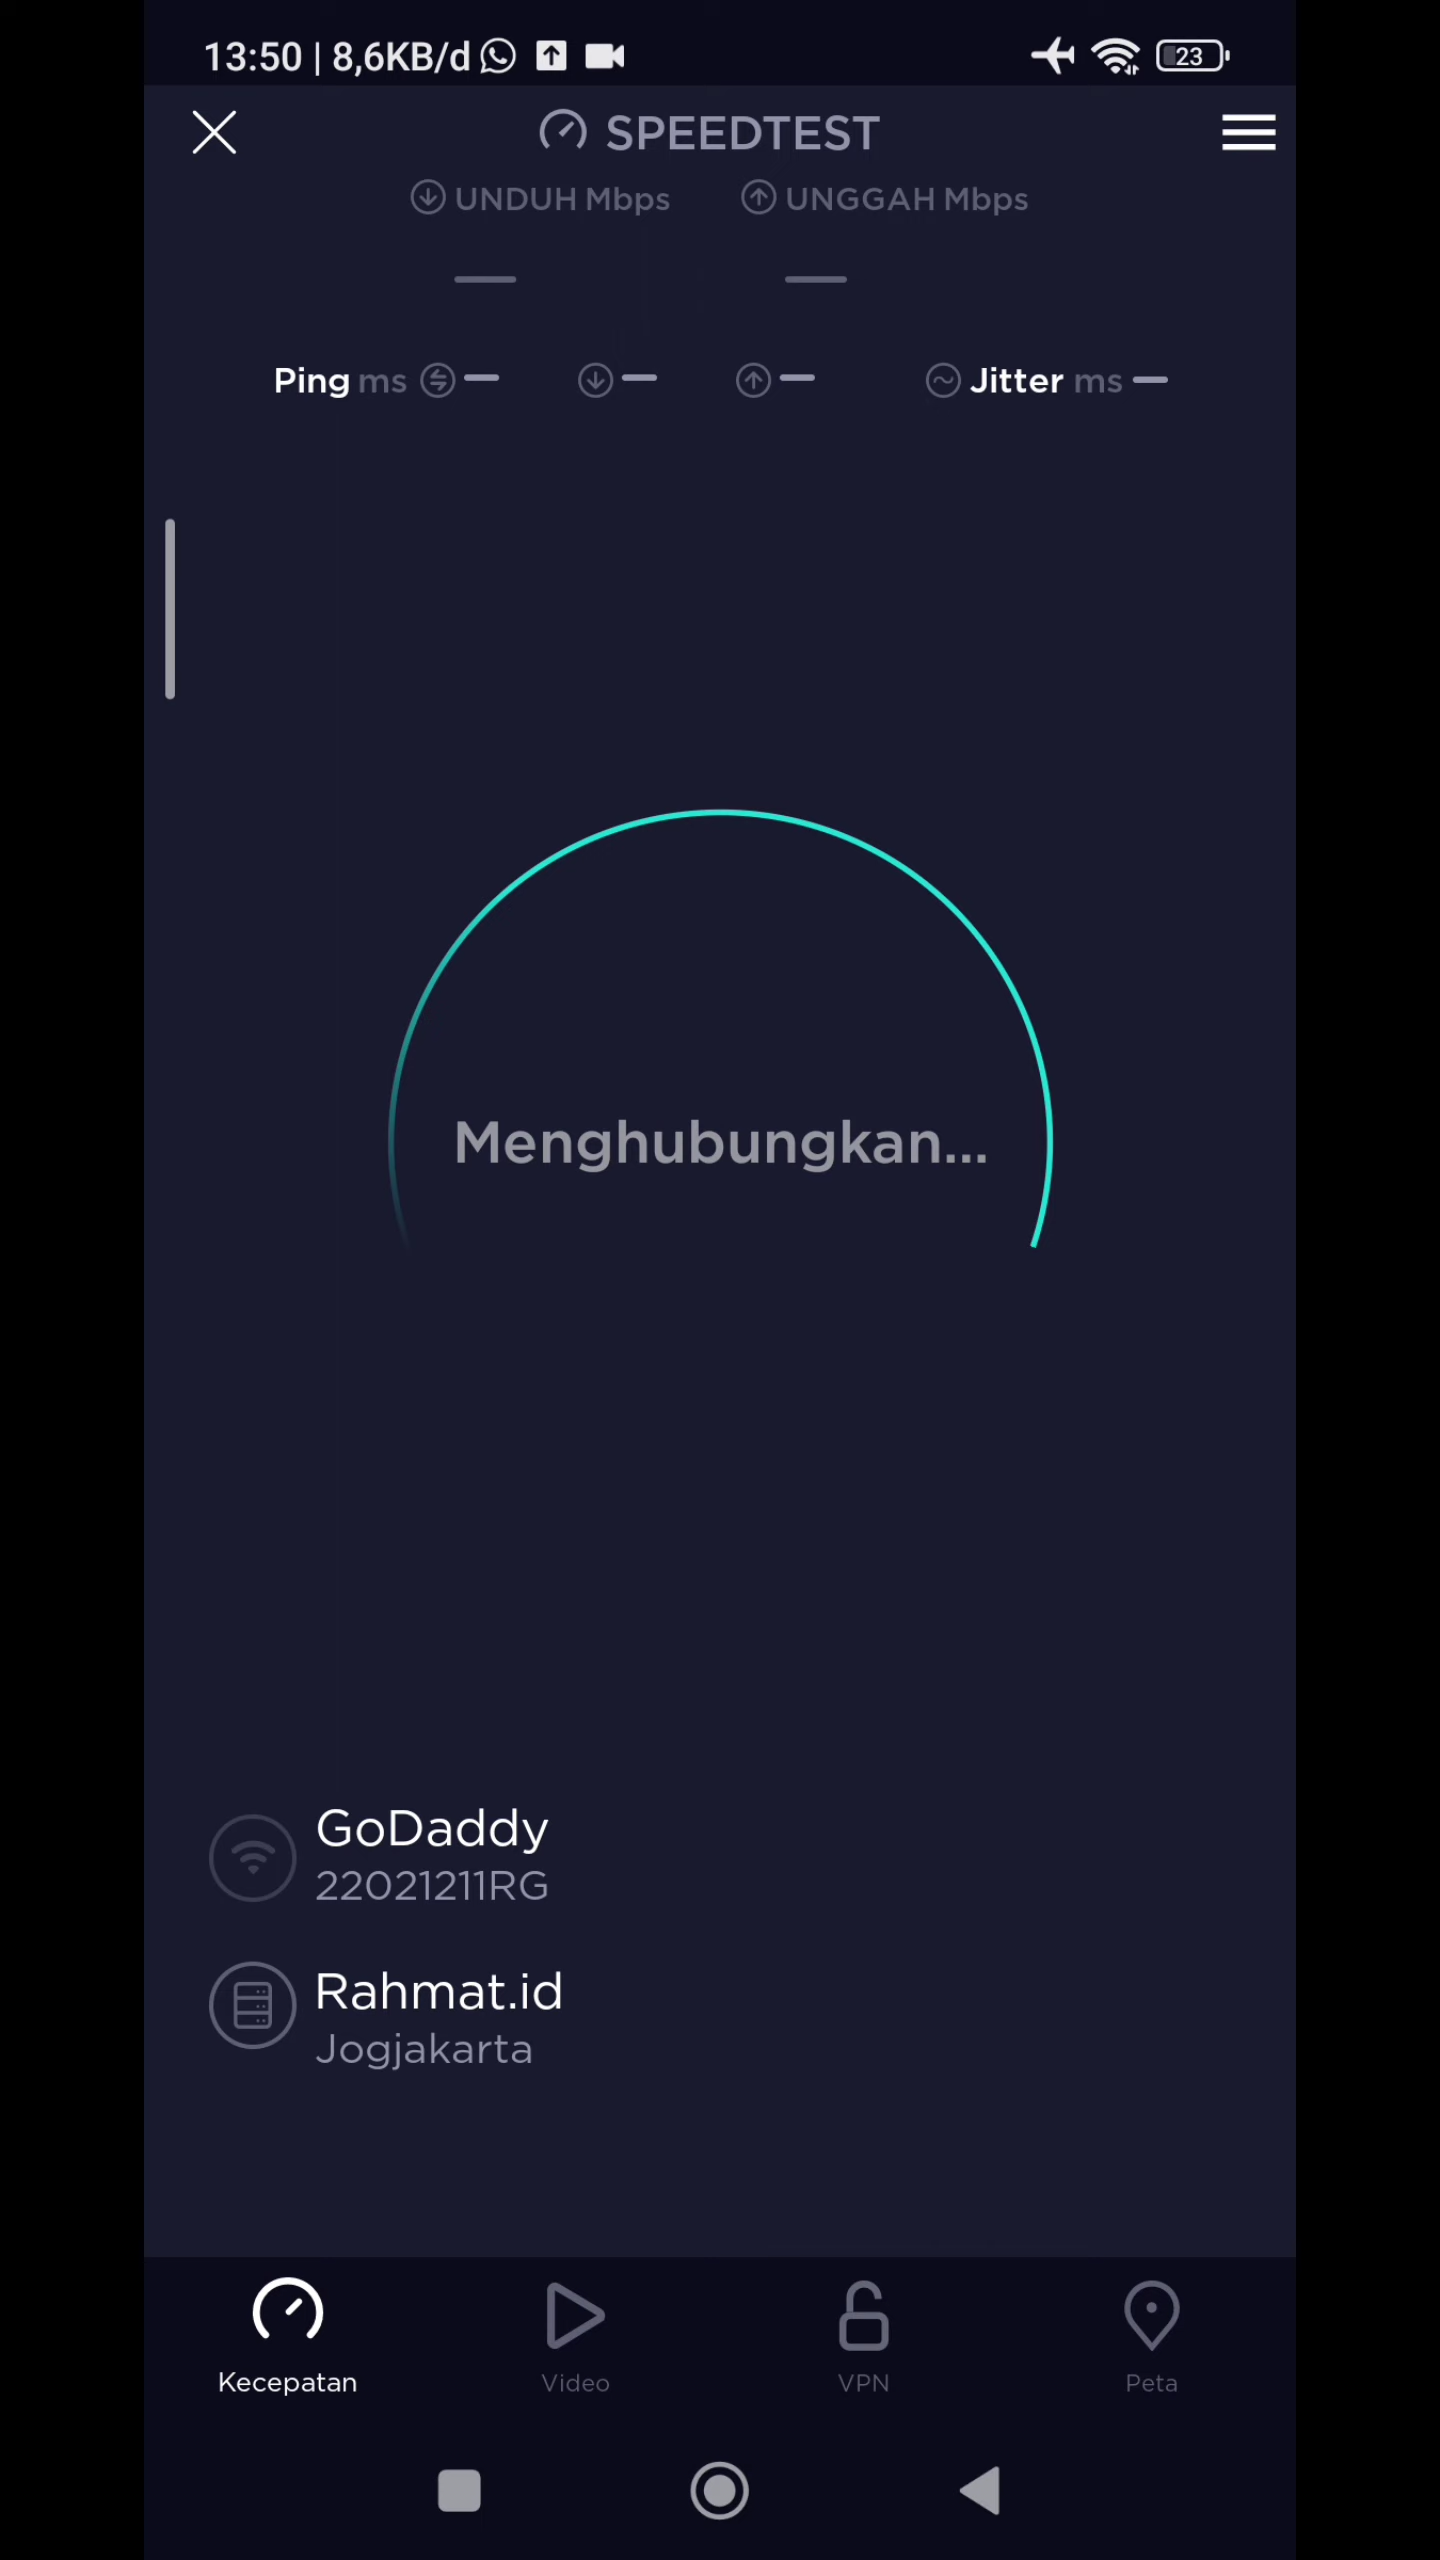 13:50 | 8,6KB/d
23
SPEEDTEST
UNDUH Mbps UNGGAH Mbps
Ping ms Jitter ms
Menghubungkan...
GoDaddy
22021211RG
Rahmat.id
Jogjakarta
Kecepatan Video VPN Peta